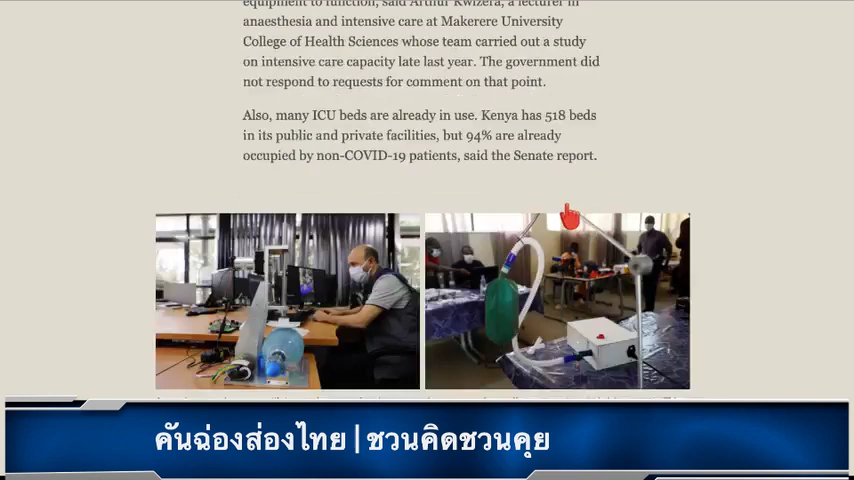 equipment to function, said Arthur Kwizera, a lecturer in
anaesthesia and intensive care at Makerere University
College of Health Sciences whose team carried out a study
on intensive care capacity late last year. The government did
not respond to requests for comment on that point.
Also, many ICU beds are already in use. Kenya has 518 beds
in its public and private facilities, but 94% are already
occupied by non-COVID-19 patients, said the Senate report.
คันฉ่องส่องไทย | ชวนคิดชวนคุย